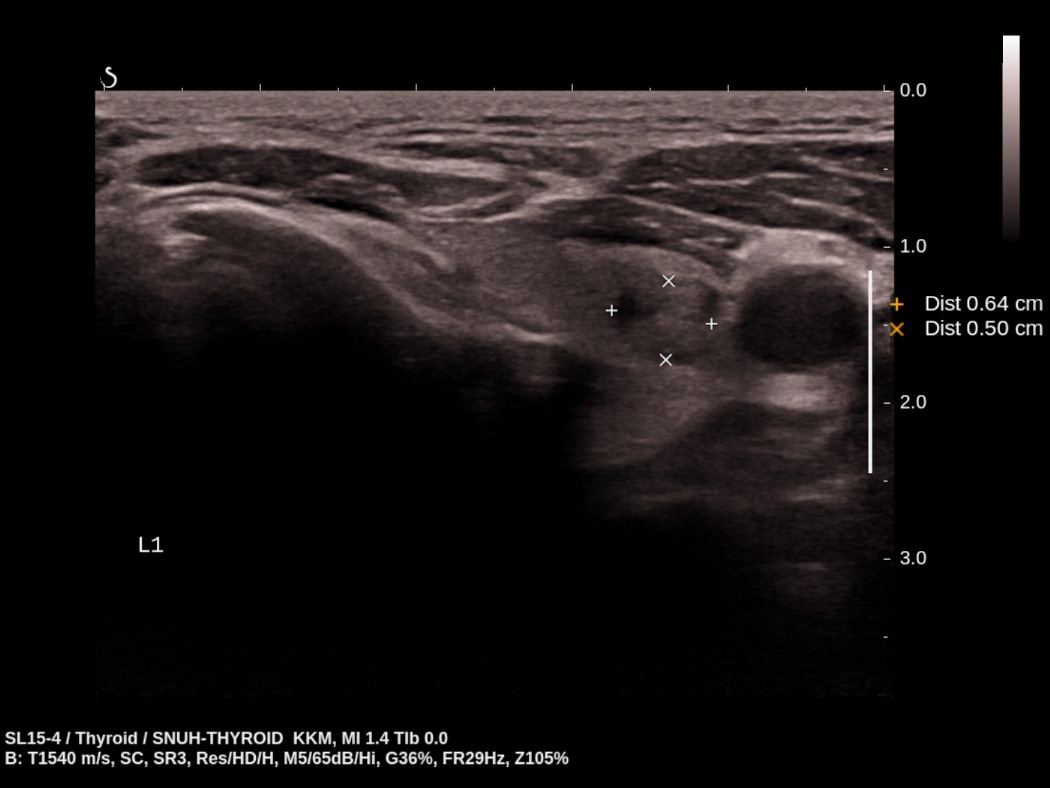 S
0.0
1.0
+ Dist 0.64 cm
× Dist 0.50 cm
2.0
3.0
L1
SL15-4 / Thyroid / SNUH-THYROID KKM, MI 1.4 TIb 0.0
B: T1540 m/s, SC, SR3, Res/HD/H, M5/65dB/Hi, G36%, FR29Hz, Z105%